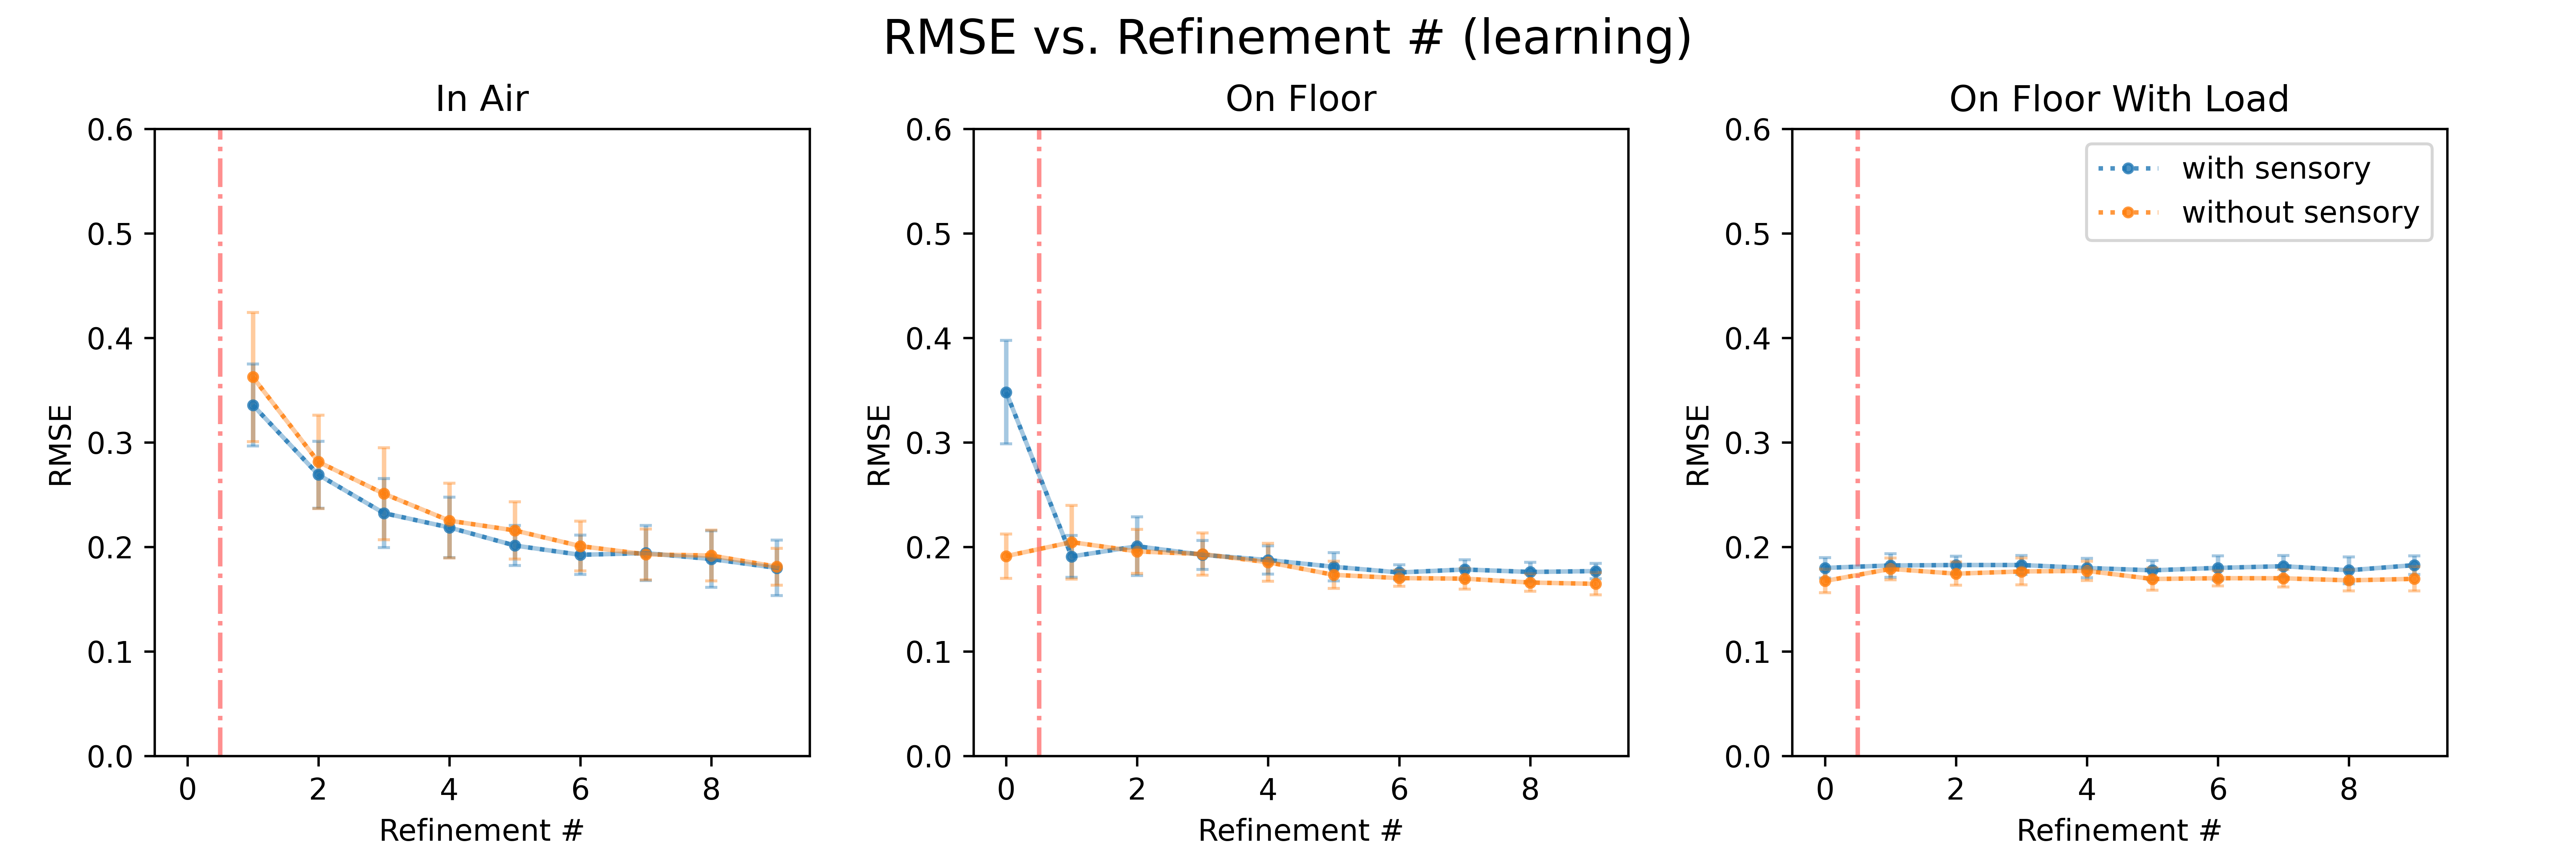 RMSE vs. Refinement # (learning)
In Air
0.6
0.5
0.4
0.3
0.2
0.1
0.0
RMSE
0 2 4 6 8
Refinement #
On Floor
0.6
0.5
0.4
0.3
0.2
0.1
0.0
RMSE
0 2 4 6 8
Refinement #
On Floor With Load
0.6
0.5
0.4
0.3
0.2
0.1
0.0
RMSE
with sensory
without sensory
0 2 4 6 8
Refinement #